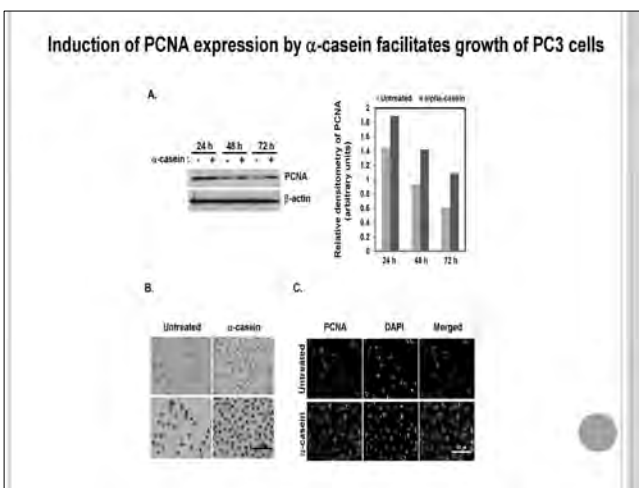 Induction of PCNA expression by α-casein facilitates growth of PC3 cells
A.
24 h 48 h 72 h
α-casein : - + - + - +
PCNA
β-actin
Untreated alpha-casein
Relative densitometry of PCNA
(arbitrary units)
2
1.8
1.6
1.4
1.2
1
0.8
0.6
0.4
0.2
0
24 h 48 h 72 h
B.
Untreated α-casein
C.
PCNA DAPI Merged
Untreated
α-casein